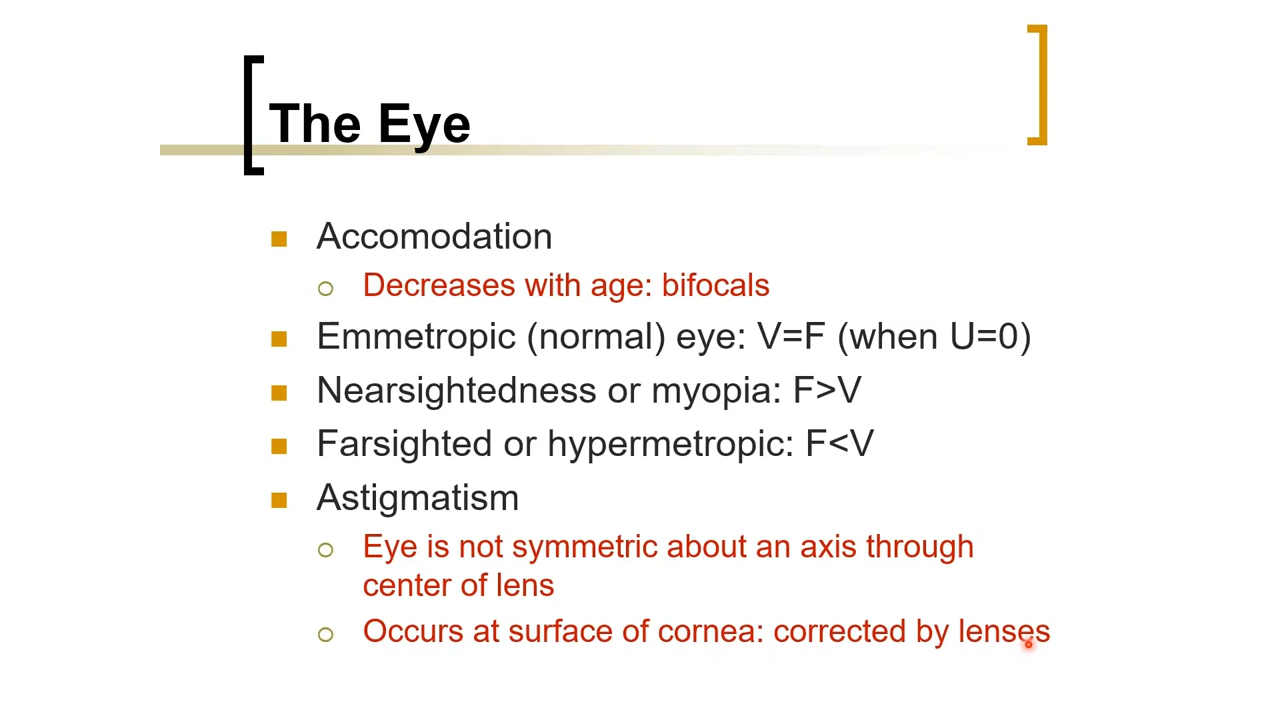 The Eye
Accomodation
Decreases with age: bifocals
Emmetropic (normal) eye: V=F (when U=0)
Nearsightedness or myopia: F>V
Farsighted or hypermetropic: F<V
Astigmatism
Eye is not symmetric about an axis through
center of lens
Occurs at surface of cornea: corrected by lenses